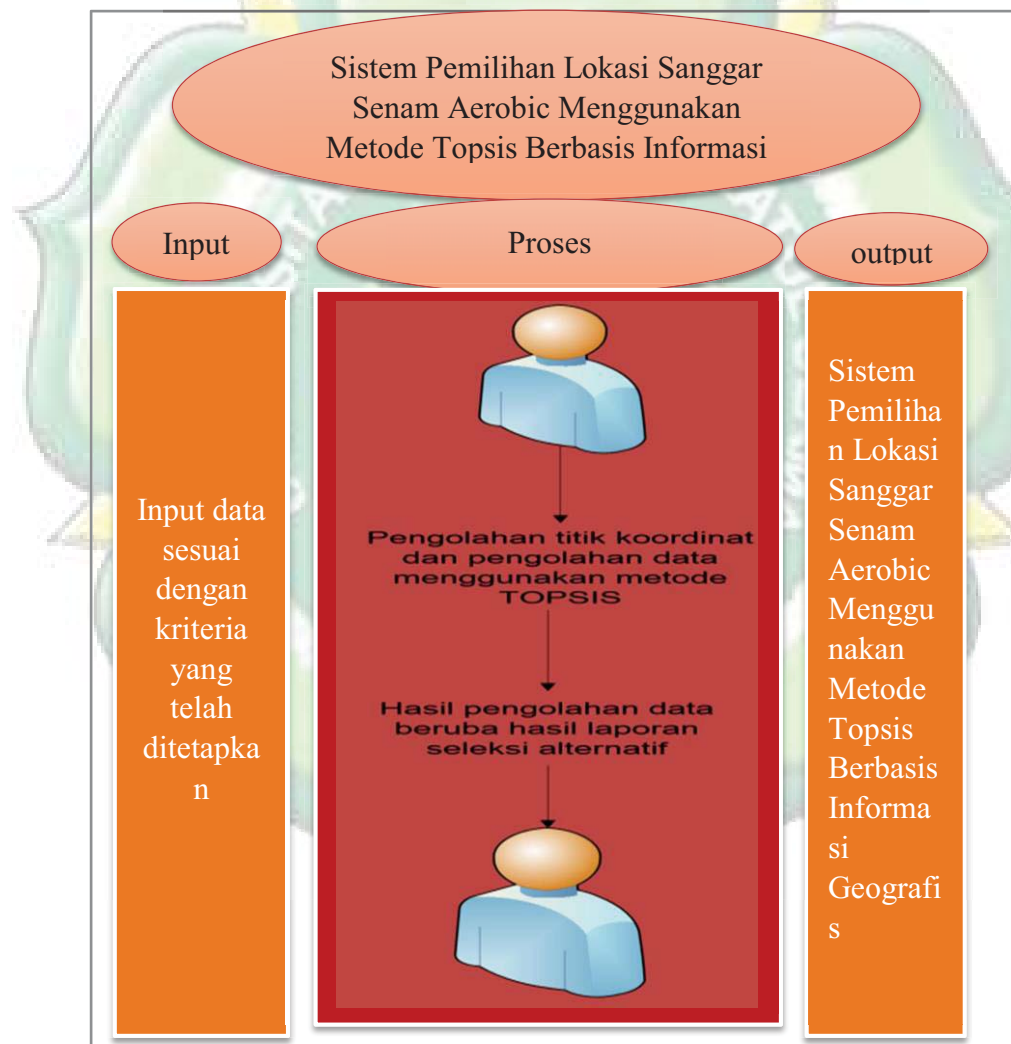 Sistem Pemilihan Lokasi Sanggar
Senam Aerobic Menggunakan
Metode Topsis Berbasis Informasi
Input
Proses
output
Input data
sesuai
dengan
kriteria
yang
telah
ditetapka
n
Pengolahan titik koordinat
dan pengolahan data
menggunakan metode
TOPSIS
Hasil pengolahan data
beruba hasil laporan
seleksi alternatif
Sistem
Pemiliha
n Lokasi
Sanggar
Senam
Aerobic
Menggu
nakan
Metode
Topsis
Berbasis
Informa
si
Geografi
s